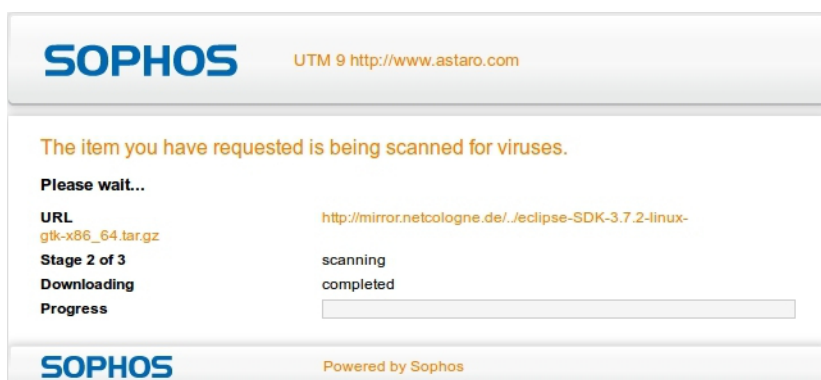 SOPHOS UTM 9 http://www.astaro.com
The item you have requested is being scanned for viruses.
Please wait...
URL http://mirror.netcologne.de/../eclipse-SDK-3.7.2-linux-
gtk-x86_64.tar.gz
Stage 2 of 3 scanning
Downloading completed
Progress
SOPHOS Powered by Sophos